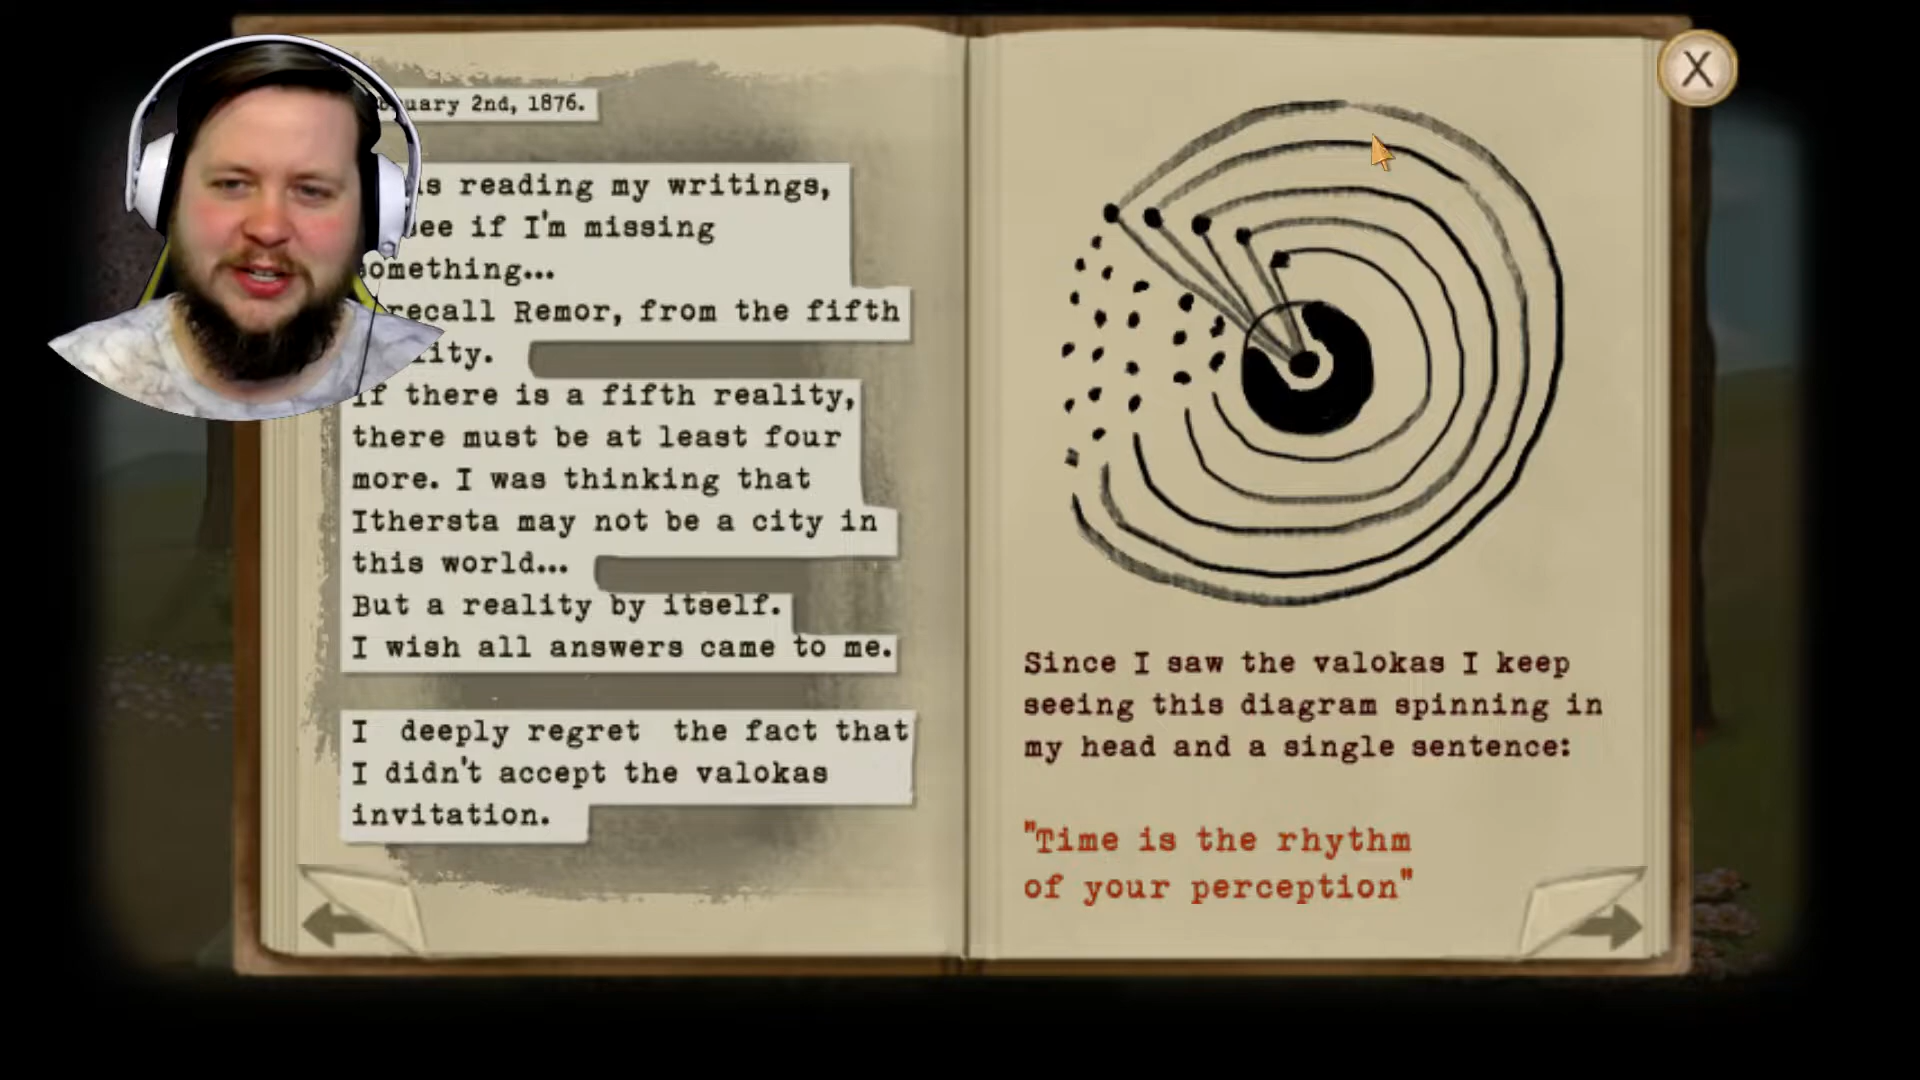 uary 2nd, 1876.
X
is reading my writings,
see if I'm missing
something...
recall Remor, from the fifth
lity.
If there is a fifth reality,
there must be at least four
more. I was thinking that
Ithersta may not be a city in
this world...
But a reality by itself.
I wish all answers came to me.
I deeply regret the fact that
I didn't accept the valokas
invitation.
Since I saw the valokas I keep
seeing this diagram spinning in
my head and a single sentence:
"Time is the rhythm
of your perception"